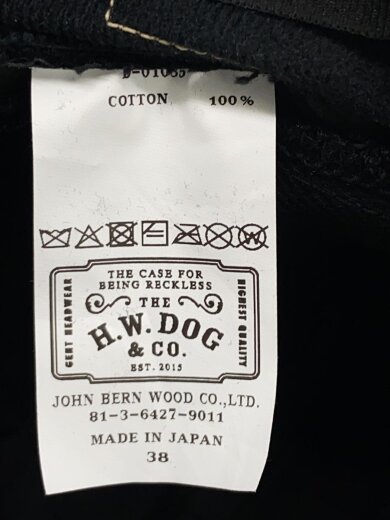 D-01035
COTTON 100%
THE CASE FOR
BEING RECKLESS
THE
H.W. DOG
& CO.
EST. 2015
GENT HEADWEAR
HIGHEST QUALITY
JOHN BERN WOOD CO.,LTD.
81-3-6427-9011
MADE IN JAPAN
38